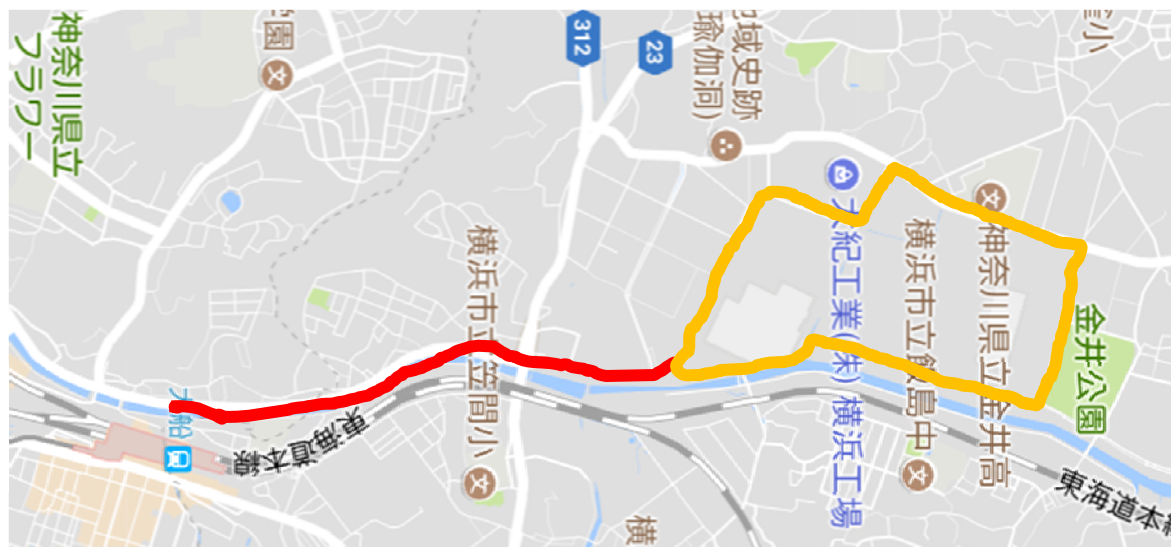 神奈川県立
フラワー
学園
312
23
域史跡
瑜伽洞)
大紀工業(株) 横浜工場
横浜市立飯島中
神奈川県立金井高
金井公園
横浜市立笠間小
大船
東海道本線
東海道本線
横
小